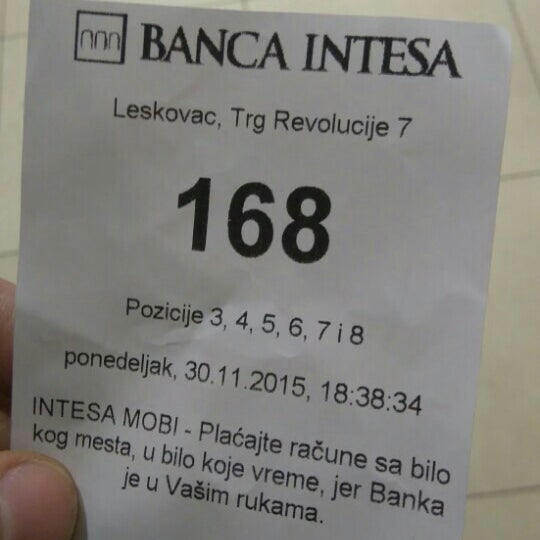 BANCA INTESA
Leskovac, Trg Revolucije 7
168
Pozicije 3, 4, 5, 6, 7 i 8
ponedeljak, 30.11.2015, 18:38:34
INTESA MOBI - Plaćajte račune sa bilo
kog mesta, u bilo koje vreme, jer Banka
je u Vašim rukama.